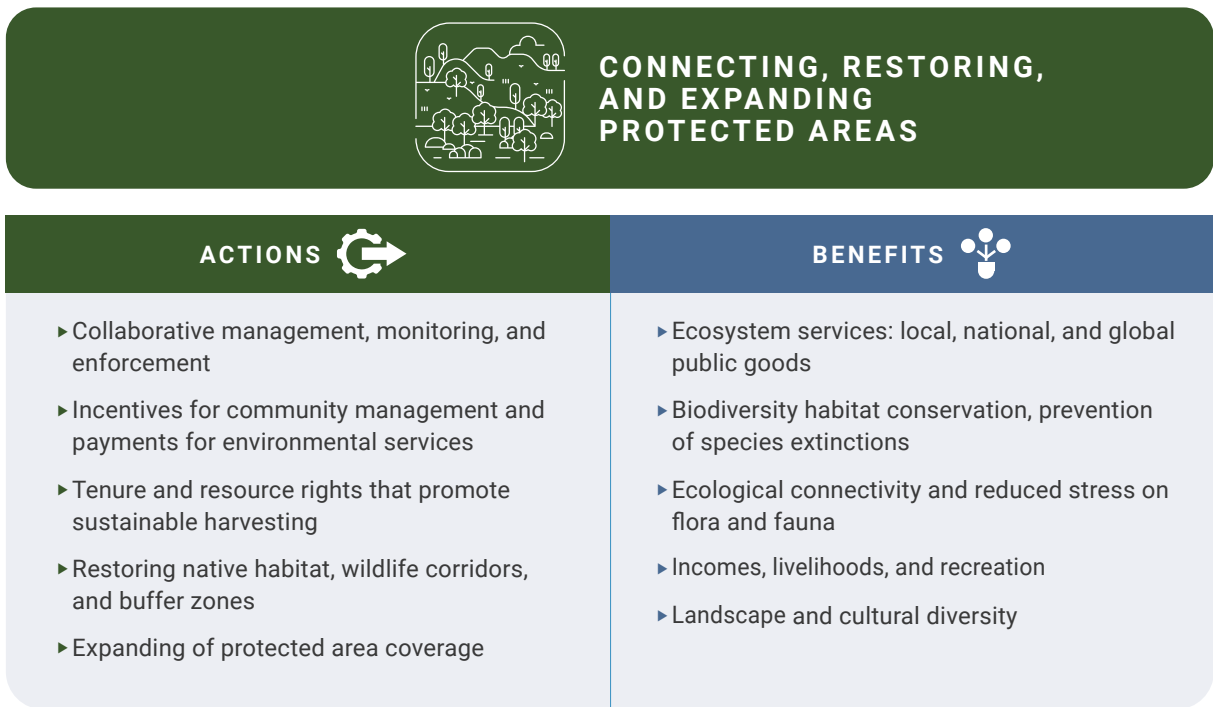 CONNECTING, RESTORING,
AND EXPANDING
PROTECTED AREAS
ACTIONS
Collaborative management, monitoring, and
enforcement
Incentives for community management and
payments for environmental services
Tenure and resource rights that promote
sustainable harvesting
Restoring native habitat, wildlife corridors,
and buffer zones
Expanding of protected area coverage
BENEFITS
Ecosystem services: local, national, and global
public goods
Biodiversity habitat conservation, prevention
of species extinctions
Ecological connectivity and reduced stress on
flora and fauna
Incomes, livelihoods, and recreation
Landscape and cultural diversity